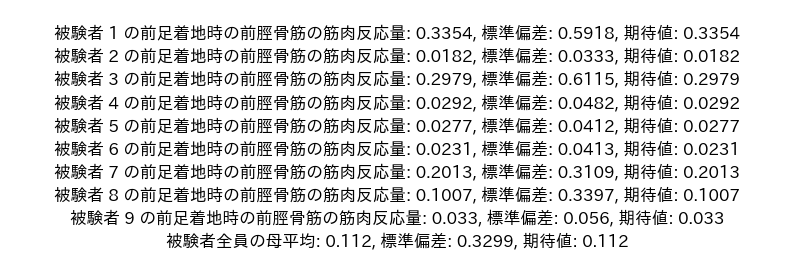 被験者 1 の前足着地時の前脛骨筋の筋肉反応量: 0.3354, 標準偏差: 0.5918, 期待値: 0.3354
被験者 2 の前足着地時の前脛骨筋の筋肉反応量: 0.0182, 標準偏差: 0.0333, 期待値: 0.0182
被験者 3 の前足着地時の前脛骨筋の筋肉反応量: 0.2979, 標準偏差: 0.6115, 期待値: 0.2979
被験者 4 の前足着地時の前脛骨筋の筋肉反応量: 0.0292, 標準偏差: 0.0482, 期待値: 0.0292
被験者 5 の前足着地時の前脛骨筋の筋肉反応量: 0.0277, 標準偏差: 0.0412, 期待値: 0.0277
被験者 6 の前足着地時の前脛骨筋の筋肉反応量: 0.0231, 標準偏差: 0.0413, 期待値: 0.0231
被験者 7 の前足着地時の前脛骨筋の筋肉反応量: 0.2013, 標準偏差: 0.3109, 期待値: 0.2013
被験者 8 の前足着地時の前脛骨筋の筋肉反応量: 0.1007, 標準偏差: 0.3397, 期待値: 0.1007
被験者 9 の前足着地時の前脛骨筋の筋肉反応量: 0.033, 標準偏差: 0.056, 期待値: 0.033
被験者全員の母平均: 0.112, 標準偏差: 0.3299, 期待値: 0.112